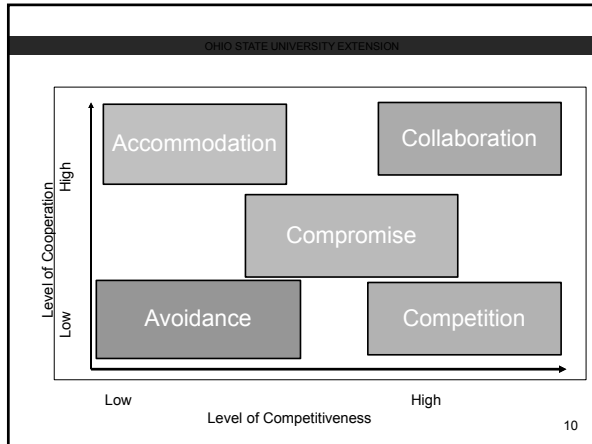 OHIO STATE UNIVERSITY EXTENSION
Accommodation
Collaboration
High
Level of Cooperation
Compromise
Low
Avoidance
Competition
Low
High
Level of Competitiveness
10